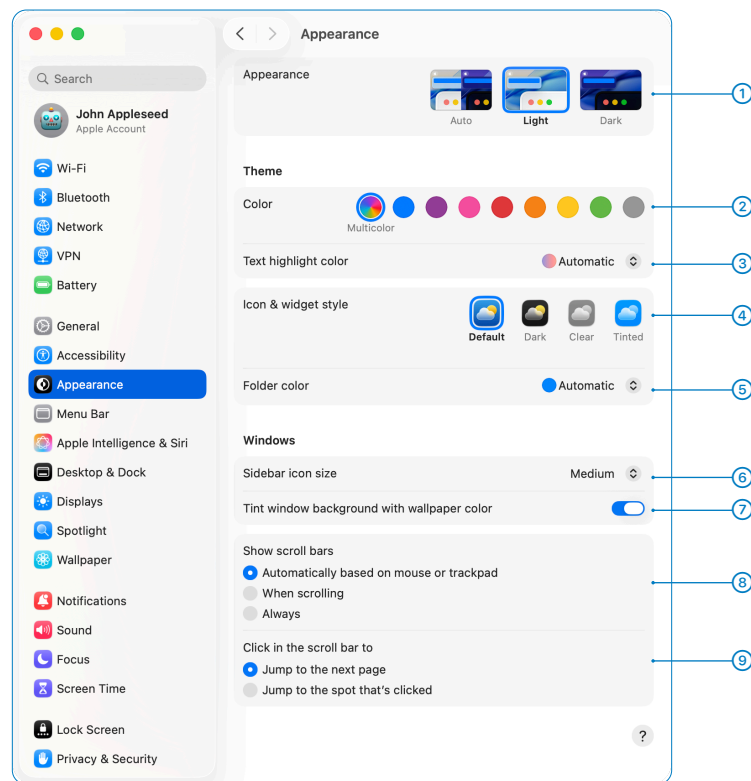 Appearance
Search
John Appleseed
Apple Account
Wi-Fi
Bluetooth
Network
VPN
Battery
General
Accessibility
Appearance
Menu Bar
Apple Intelligence & Siri
Desktop & Dock
Displays
Spotlight
Wallpaper
Notifications
Sound
Focus
Screen Time
Lock Screen
Privacy & Security
Appearance
Auto Light Dark
1
Theme
Color
Multicolor
2
Text highlight color Automatic
3
Icon & widget style
Default Dark Clear Tinted
4
Folder color Automatic
5
Windows
Sidebar icon size Medium
6
Tint window background with wallpaper color
7
Show scroll bars
Automatically based on mouse or trackpad
When scrolling
Always
8
Click in the scroll bar to
Jump to the next page
Jump to the spot that's clicked
9
?